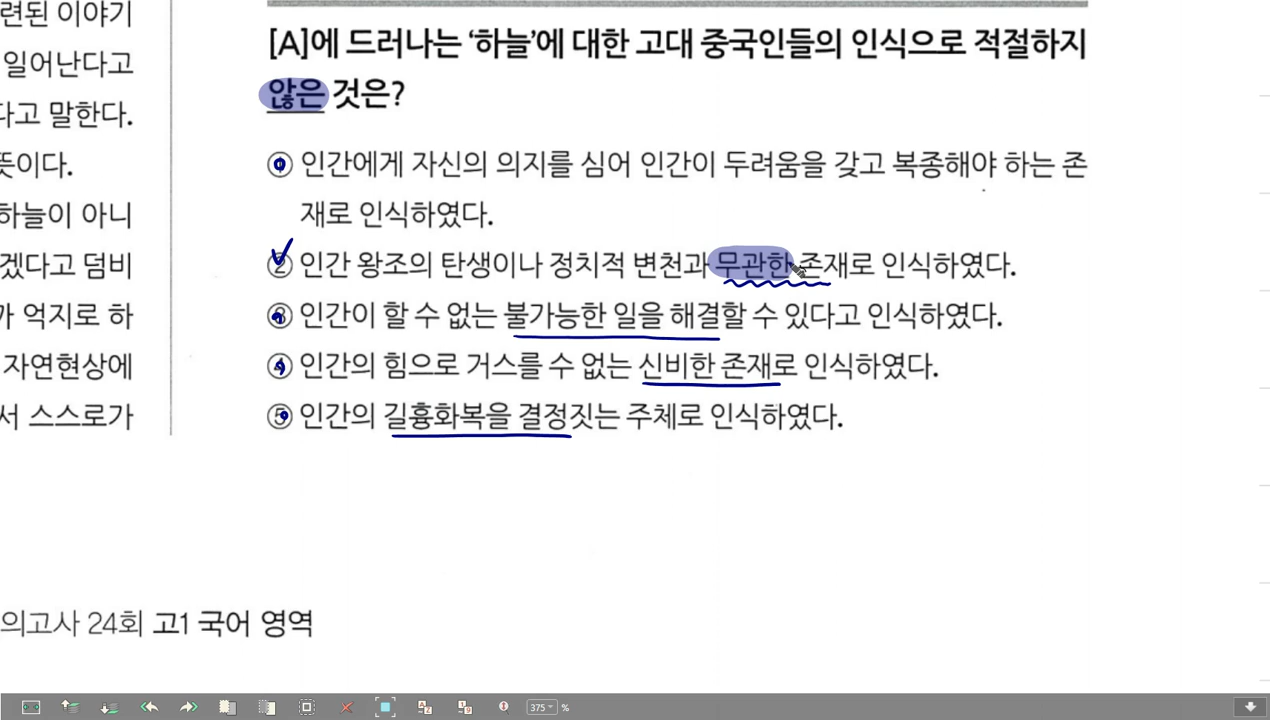 련된 이야기
일어난다고
다고 말한다.
뜻이다.
하늘이 아니
겠다고 덤비
가 억지로 하
자연현상에
서 스스로가
[A]에 드러나는 ‘하늘’에 대한 고대 중국인들의 인식으로 적절하지
않은 것은?
① 인간에게 자신의 의지를 심어 인간이 두려움을 갖고 복종해야 하는 존
재로 인식하였다.
② 인간 왕조의 탄생이나 정치적 변천과 무관한 존재로 인식하였다.
③ 인간이 할 수 없는 불가능한 일을 해결할 수 있다고 인식하였다.
④ 인간의 힘으로 거스를 수 없는 신비한 존재로 인식하였다.
⑤ 인간의 길흉화복을 결정짓는 주체로 인식하였다.
의고사 24회 고1 국어 영역
375 %